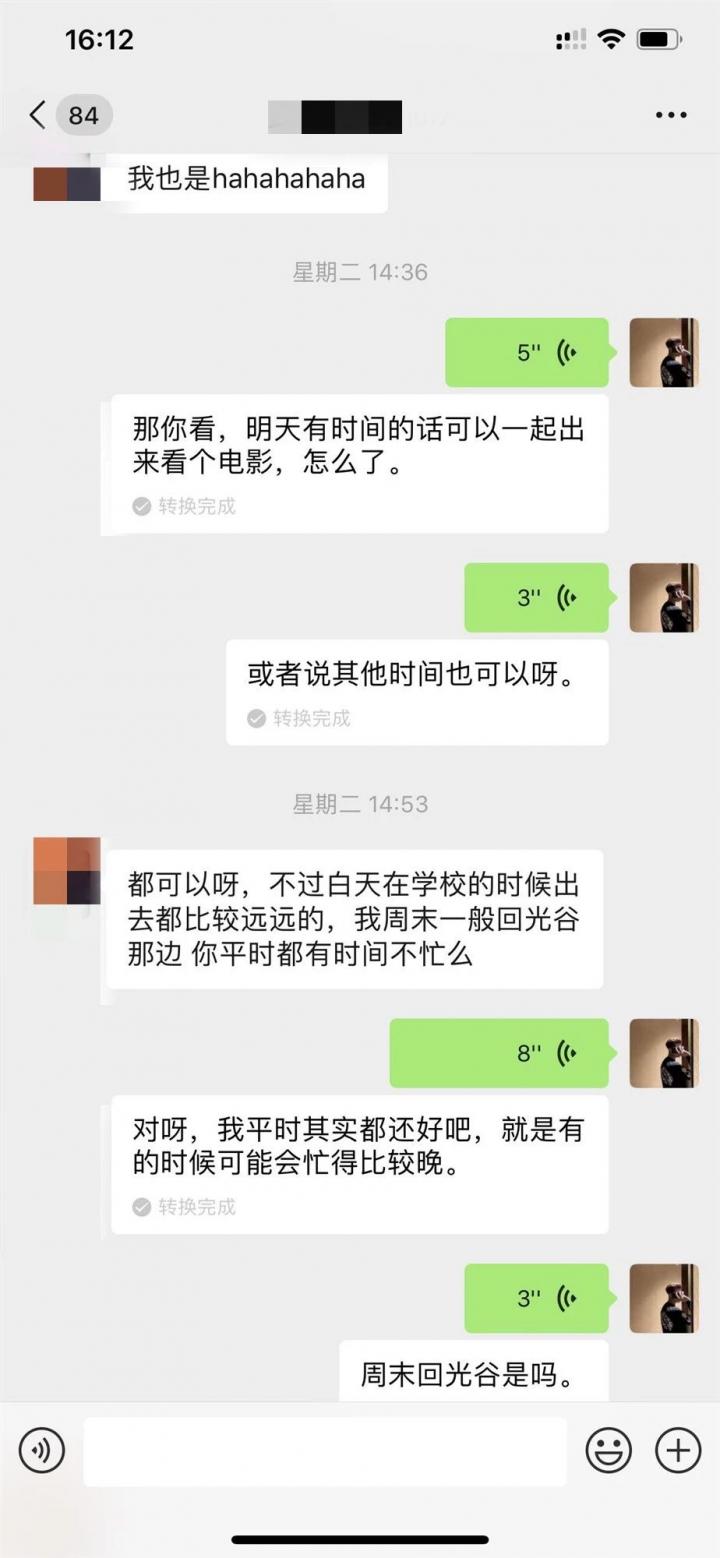 16:12
84
我也是hahahahaha
星期二 14:36
5''
那你看，明天有时间的话可以一起出
来看个电影，怎么了。
转换完成
3''
或者说其他时间也可以呀。
转换完成
星期二 14:53
都可以呀，不过白天在学校的时候出
去都比较远远的，我周末一般回光谷
那边 你平时都有时间不忙么
8''
对呀，我平时其实都还好吧，就是有
的时候可能会忙得比较晚。
转换完成
3''
周末回光谷是吗。